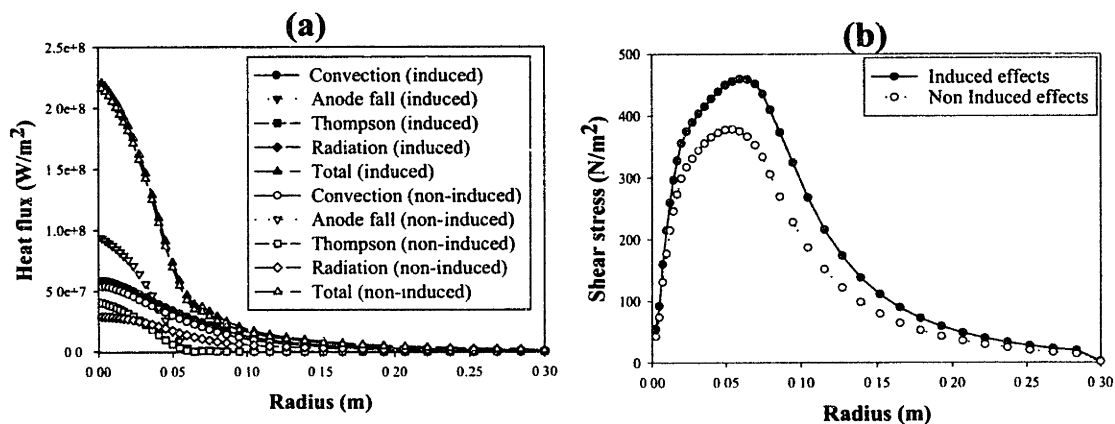 (a)
2.5e+8
2.0e+8
1.5e+8
1.0e+8
5.0e+7
0.0
Heat flux (W/m²)
Convection (induced)
Anode fall (induced)
Thompson (induced)
Radiation (induced)
Total (induced)
Convection (non-induced)
Anode fall (non-induced)
Thompson (non-induced)
Radiation (non-induced)
Total (non-induced)
0.00 0.05 0.10 0.15 0.20 0.25 0.30
Radius (m)
(b)
500
400
300
200
100
0
Shear stress (N/m²)
Induced effects
Non Induced effects
0.00 0.05 0.10 0.15 0.20 0.25 0.30
Radius (m)